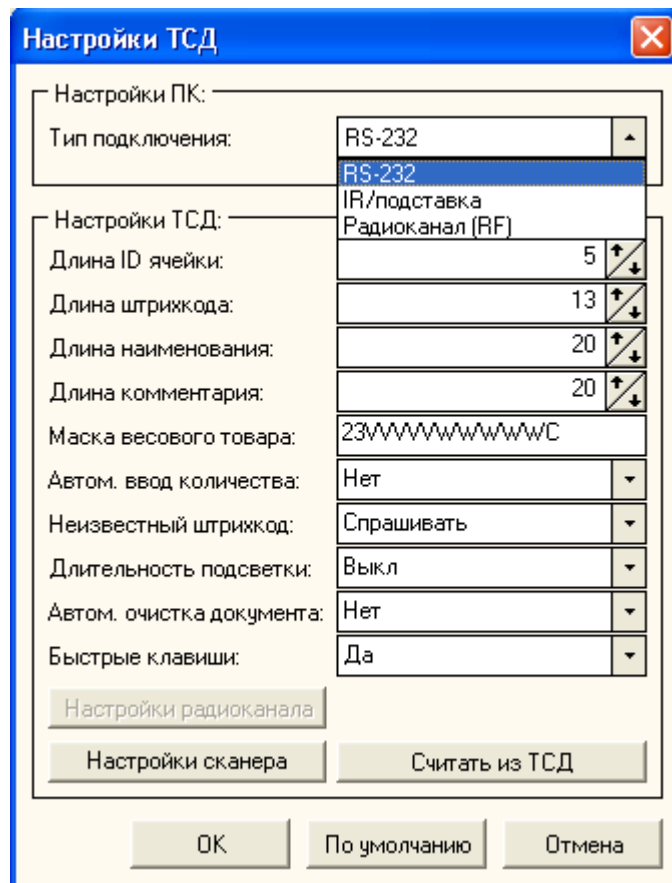 Настройки ТСД
Настройки ПК:
Тип подключения: RS-232
RS-232
IR/подставка
Радиоканал (RF)
Настройки ТСД:
Длина ID ячейки: 5
Длина штрихкода: 13
Длина наименования: 20
Длина комментария: 20
Маска весового товара: 23VVVVVWWWWWC
Автом. ввод количества: Нет
Неизвестный штрихкод: Спрашивать
Длительность подсветки: Выкл
Автом. очистка документа: Нет
Быстрые клавиши: Да
Настройки радиоканала
Настройки сканера Считать из ТСД
OK По умолчанию Отмена